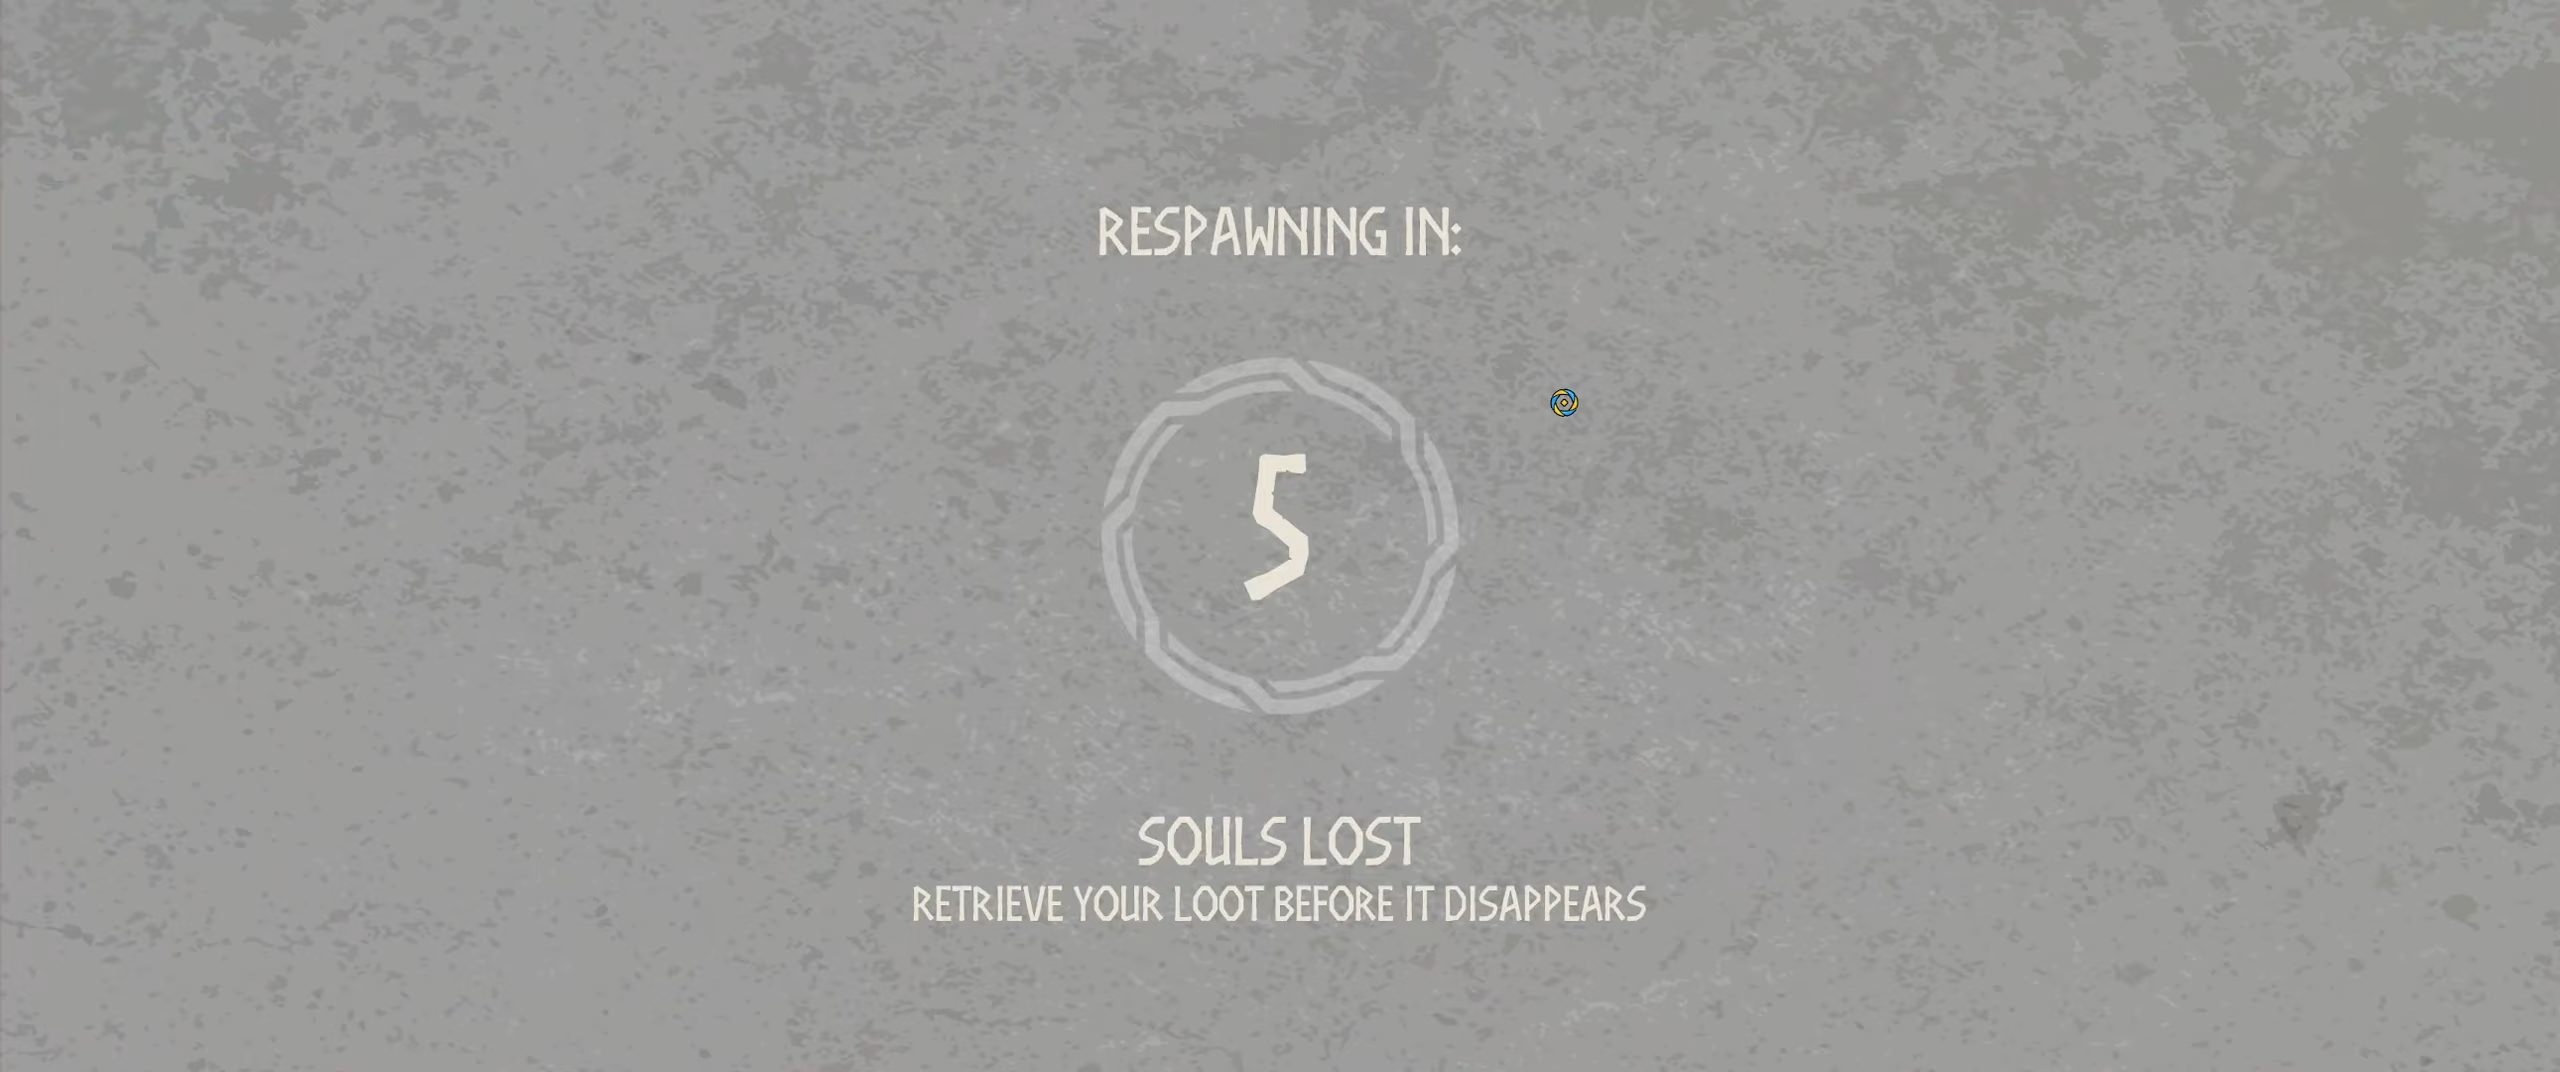 RESPAWNING IN:
5
SOULS LOST
RETRIEVE YOUR LOOT BEFORE IT DISAPPEARS